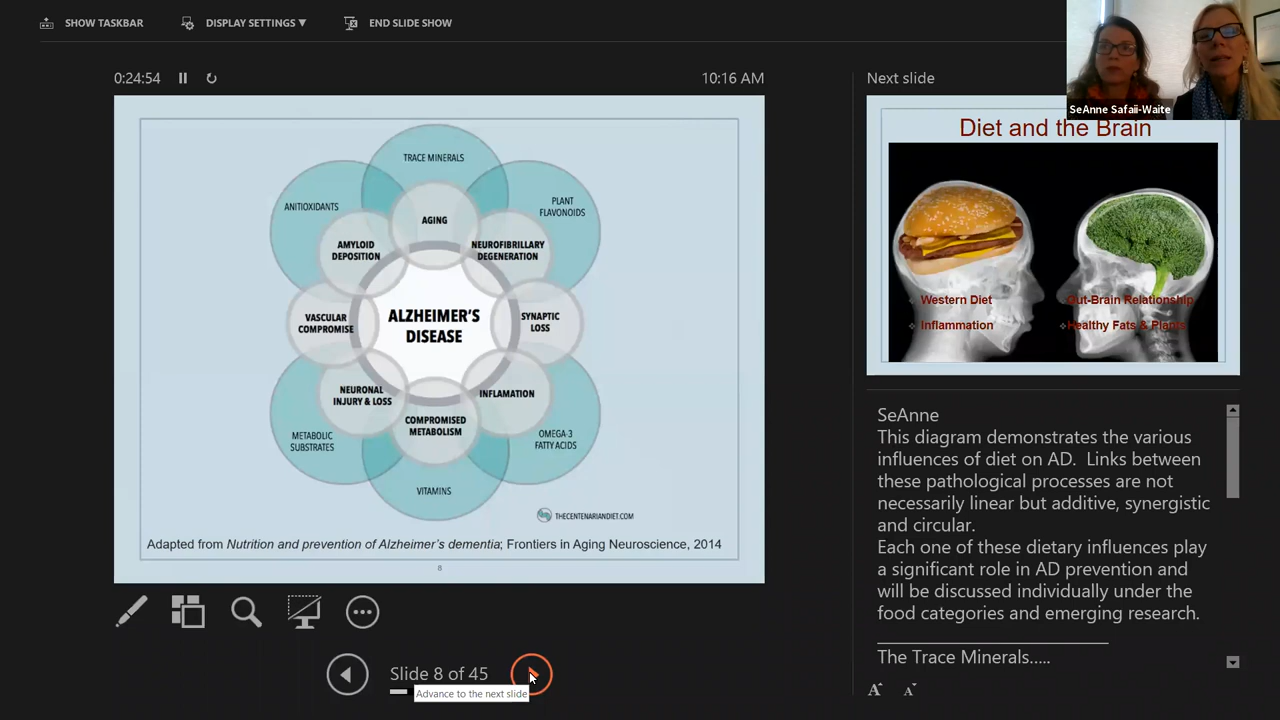 SHOW TASKBAR
DISPLAY SETTINGS ▼
END SLIDE SHOW
SeAnne Safaii-Waite
0:24:54
10:16 AM
Next slide
TRACE MINERALS
ANITIOXIDANTS
PLANT
FLAVONOIDS
AGING
AMYLOID
DEPOSITION
NEUROFIBRILLARY
DEGENERATION
VASCULAR
COMPROMISE
ALZHEIMER'S
DISEASE
SYNAPTIC
LOSS
NEURONAL
INJURY & LOSS
INFLAMATION
COMPROMISED
METABOLISM
METABOLIC
SUBSTRATES
OMEGA-3
FATTY ACIDS
VITAMINS
THECENTENARIANDIET.COM
Adapted from Nutrition and prevention of Alzheimer's dementia; Frontiers in Aging Neuroscience, 2014
8
Diet and the Brain
Western Diet
Inflammation
Gut-Brain Relationship
Healthy Fats & Plants
SeAnne
This diagram demonstrates the various
influences of diet on AD. Links between
these pathological processes are not
necessarily linear but additive, synergistic
and circular.
Each one of these dietary influences play
a significant role in AD prevention and
will be discussed individually under the
food categories and emerging research.
The Trace Minerals.....
A A
Slide 8 of 45
Advance to the next slide